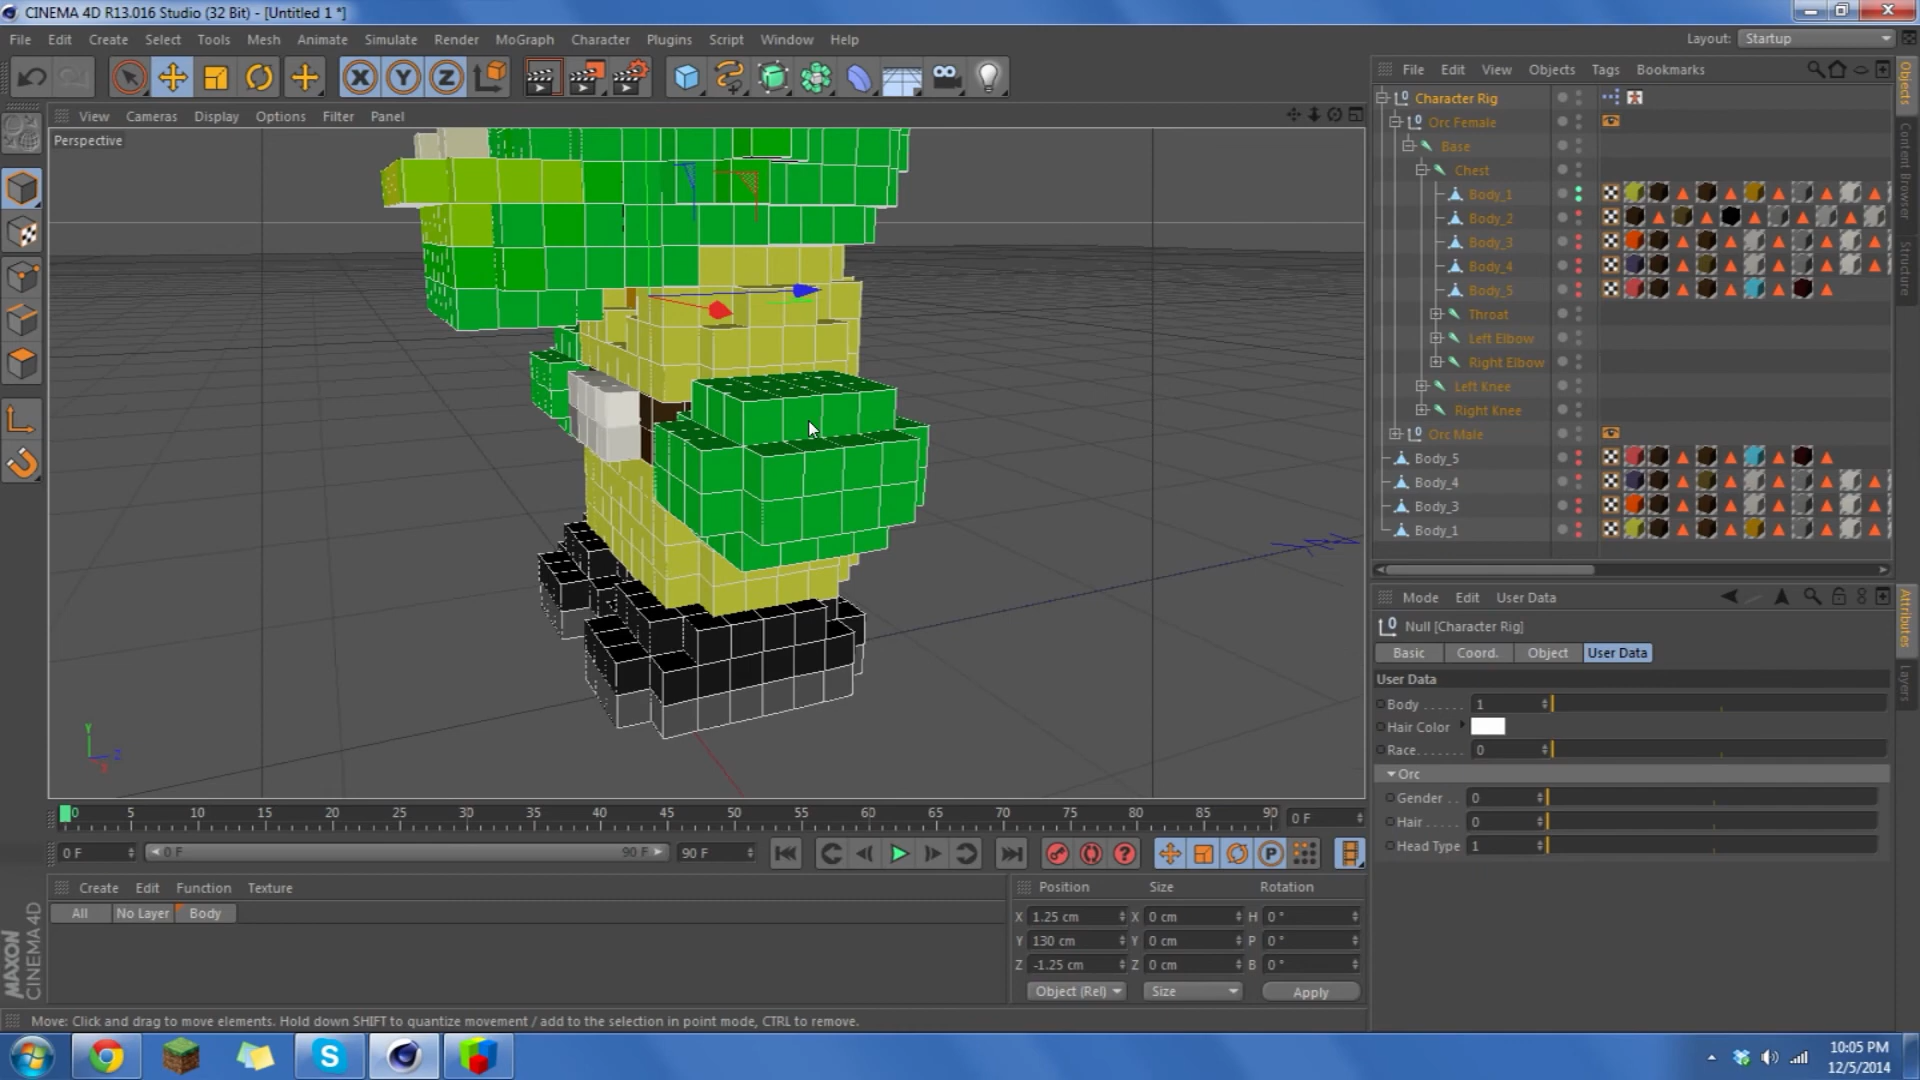 CINEMA 4D R13.016 Studio (32 Bit) - [Untitled 1 *]
File Edit Create Select Tools Mesh Animate Simulate Render MoGraph Character Plugins Script Window Help
Layout: Startup
View Cameras Display Options Filter Panel
Perspective
Y
Z
X
File Edit View Objects Tags Bookmarks
Character Rig
Orc Female
Base
Chest
Body_1
Body_2
Body_3
Body_4
Body_5
Throat
Left Elbow
Right Elbow
Left Knee
Right Knee
Orc Male
Body_5
Body_4
Body_3
Body_1
Objects
Content Browser
Structure
Mode Edit User Data
Null [Character Rig]
Basic Coord. Object User Data
User Data
Body 1
Hair Color
Race 0
Orc
Gender 0
Hair 0
Head Type 1
Attributes
Layers
0 5 10 15 20 25 30 35 40 45 50 55 60 65 70 75 80 85 90 0 F
0 F 0 F 90 F 90 F
Create Edit Function Texture
All No Layer Body
Position Size Rotation
X 1.25 cm X 0 cm H 0 °
Y 130 cm Y 0 cm P 0 °
Z -1.25 cm Z 0 cm B 0 °
Object (Rel) Size Apply
MAXON
CINEMA 4D
Move: Click and drag to move elements. Hold down SHIFT to quantize movement / add to the selection in point mode, CTRL to remove.
10:05 PM
12/5/2014